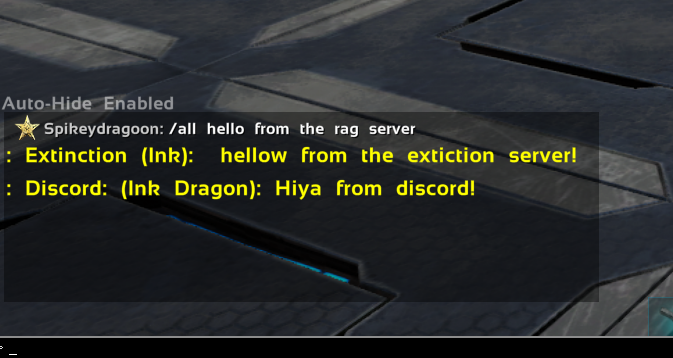 Auto-Hide Enabled
Spikeydragoon: /all hello from the rag server
: Extinction (Ink): hellow from the extiction server!
: Discord: (Ink Dragon): Hiya from discord!
> _